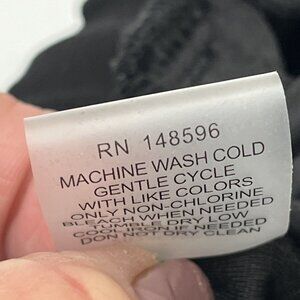 RN 148596
MACHINE WASH COLD
GENTLE CYCLE
WITH LIKE COLORS
ONLY NON-CHLORINE
BLEACH WHEN NEEDED
TUMBLE DRY LOW
COOL IRON IF NEEDED
DO NOT DRY CLEAN